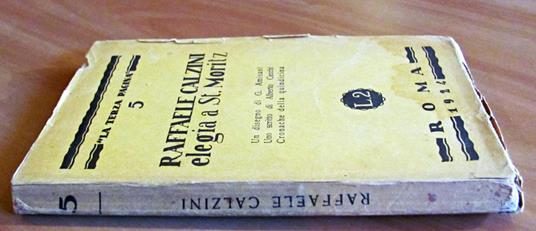 "LA TERZA PAGINA"
5
RAFFAELE CALZINI
elegia a St. Moritz
Un disegno di G. Amisani
Uno scritto di Alberto Cecchi
Cronache della quindicina
L.2
ROMA
RAFFAELE CALZINI
5